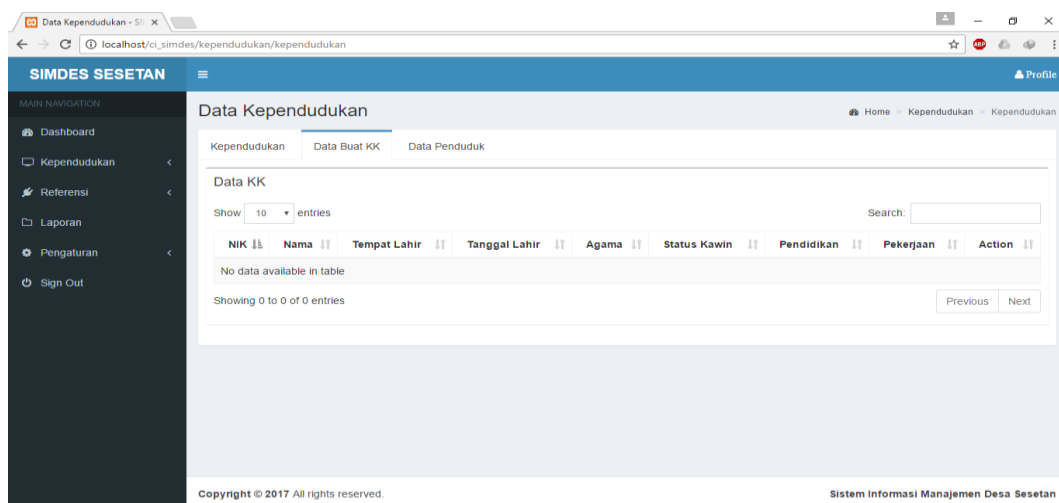 Data Kependudukan - SI
localhost/ci_simdes/kependudukan/kependudukan
ABP
SIMDES SESETAN
Profile
MAIN NAVIGATION
Dashboard
Kependudukan
Referensi
Laporan
Pengaturan
Sign Out
Data Kependudukan
Home > Kependudukan > Kependudukan
Kependudukan Data Buat KK Data Penduduk
Data KK
Show 10 entries Search:
NIK Nama Tempat Lahir Tanggal Lahir Agama Status Kawin Pendidikan Pekerjaan Action
No data available in table
Showing 0 to 0 of 0 entries Previous Next
Copyright © 2017 All rights reserved. Sistem Informasi Manajemen Desa Sesetan